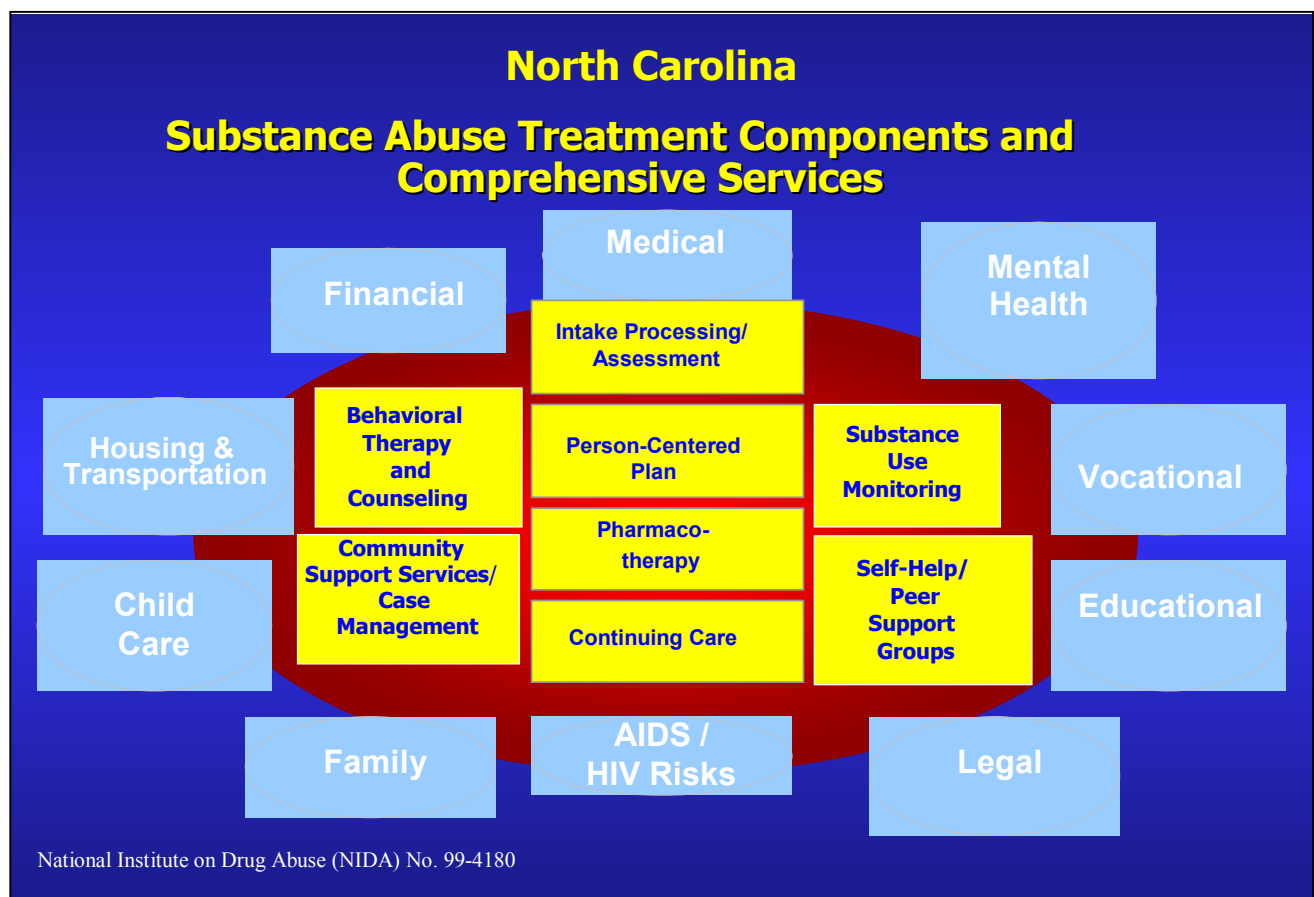 North Carolina
Substance Abuse Treatment Components and
Comprehensive Services
Medical
Financial
Mental
Health
Intake Processing/
Assessment
Behavioral
Therapy
and
Counseling
Person-Centered
Plan
Substance
Use
Monitoring
Housing &
Transportation
Vocational
Pharmaco-
therapy
Community
Support Services/
Case
Management
Self-Help/
Peer
Support
Groups
Child
Care
Educational
Continuing Care
Family
AIDS /
HIV Risks
Legal
National Institute on Drug Abuse (NIDA) No. 99-4180